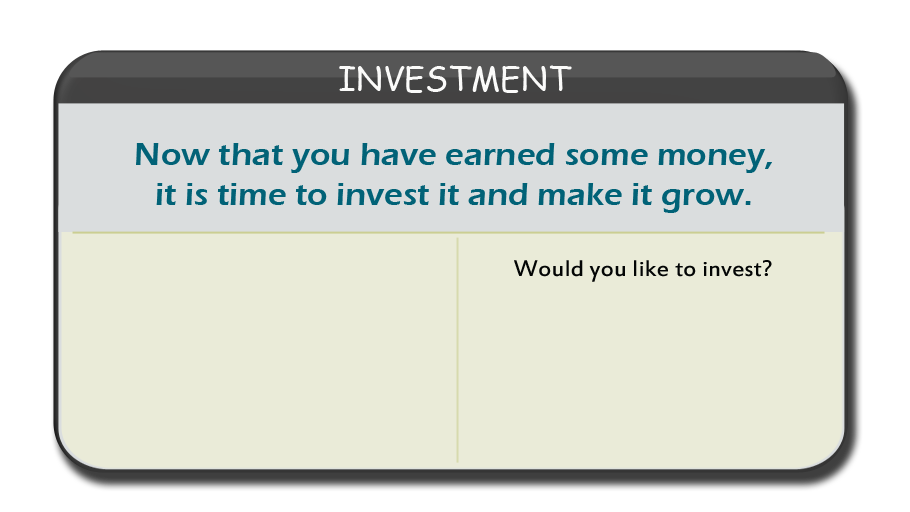 INVESTMENT
Now that you have earned some money,
it is time to invest it and make it grow.
Would you like to invest?